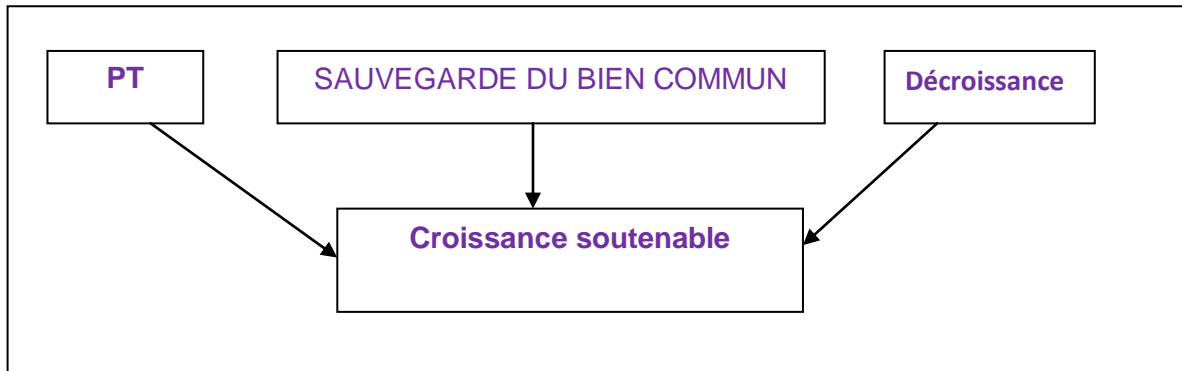 PT
SAUVEGARDE DU BIEN COMMUN
Décroissance
Croissance soutenable